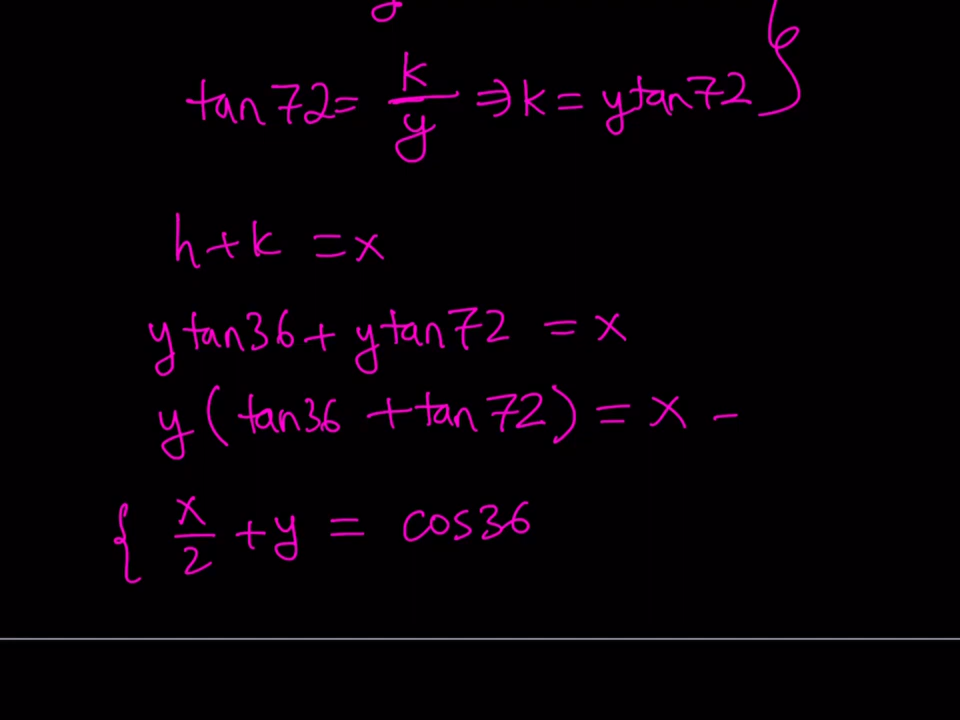 tan72 = k/y ⇒ k = ytan72
h+k = x
ytan36 + ytan72 = x
y(tan36 + tan72) = x -
{ x/2 + y = cos36